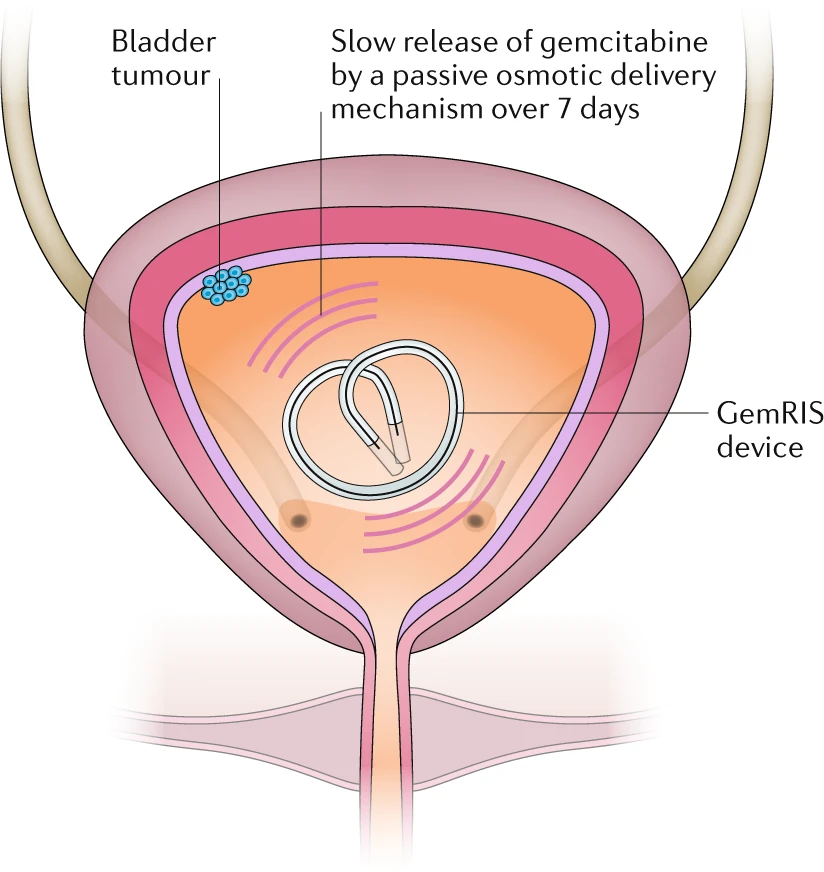 Bladder
tumour
Slow release of gemcitabine
by a passive osmotic delivery
mechanism over 7 days
GemRIS
device